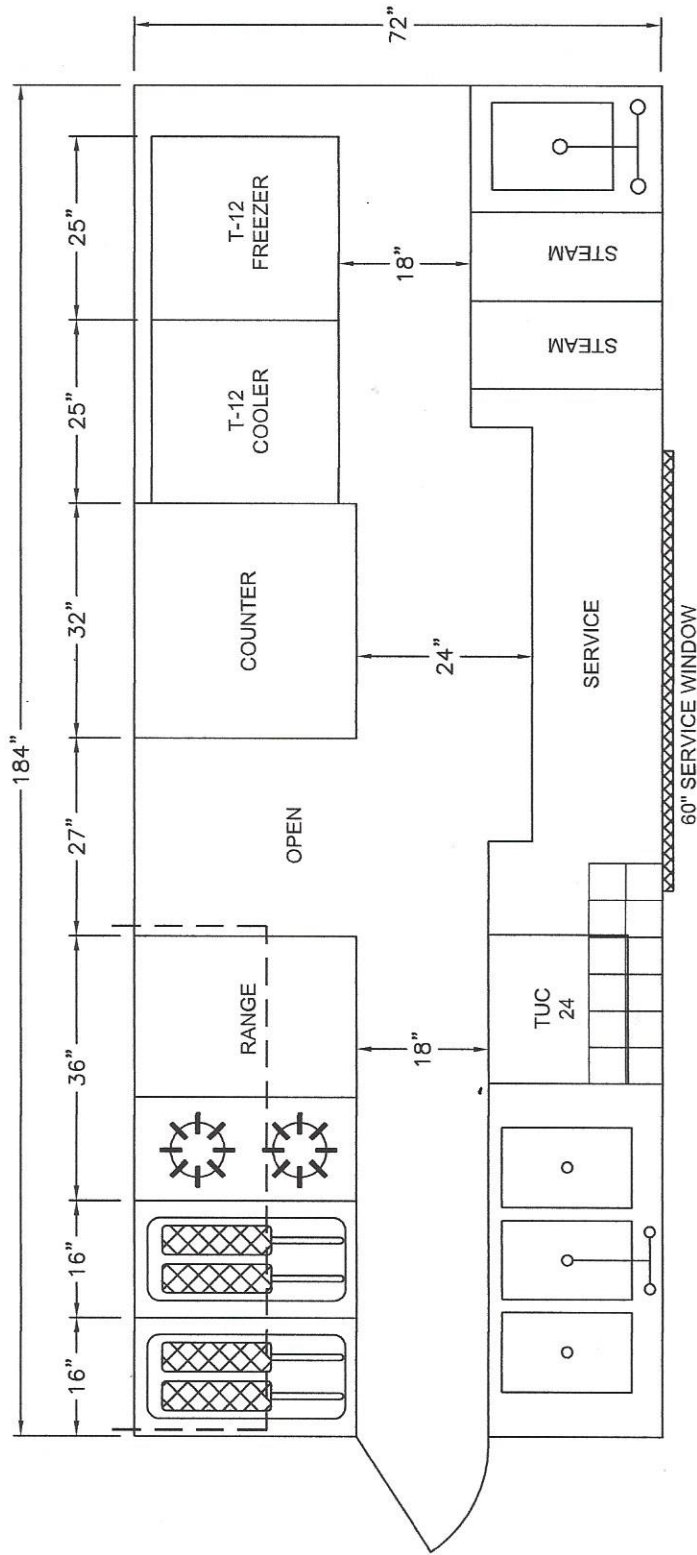 184"
16"
16"
36"
27"
32"
25"
25"
72"
RANGE
OPEN
COUNTER
T-12
COOLER
T-12
FREEZER
18"
24"
18"
TUC
24
SERVICE
STEAM
STEAM
60" SERVICE WINDOW